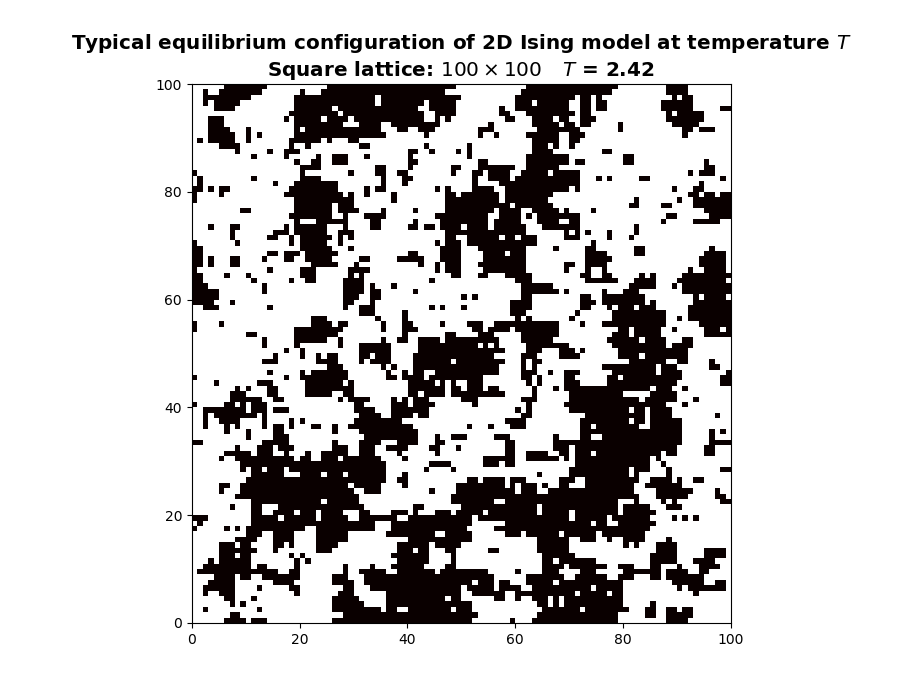 Typical equilibrium configuration of 2D Ising model at temperature T
Square lattice: 100 × 100 T = 2.42
100
80
60
40
20
0
0 20 40 60 80 100